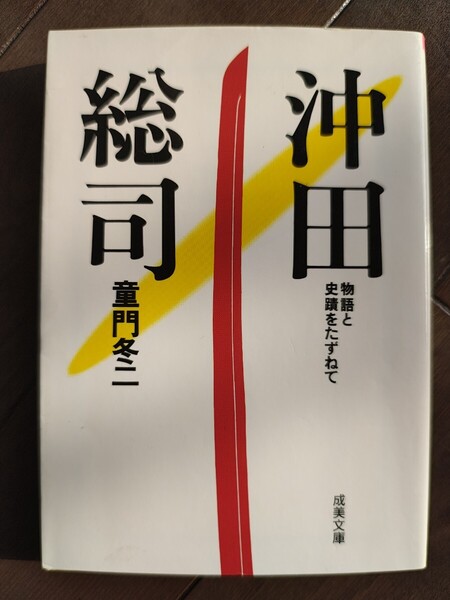 沖田
総司
物語と
史蹟をたずねて
童門冬二
成美文庫